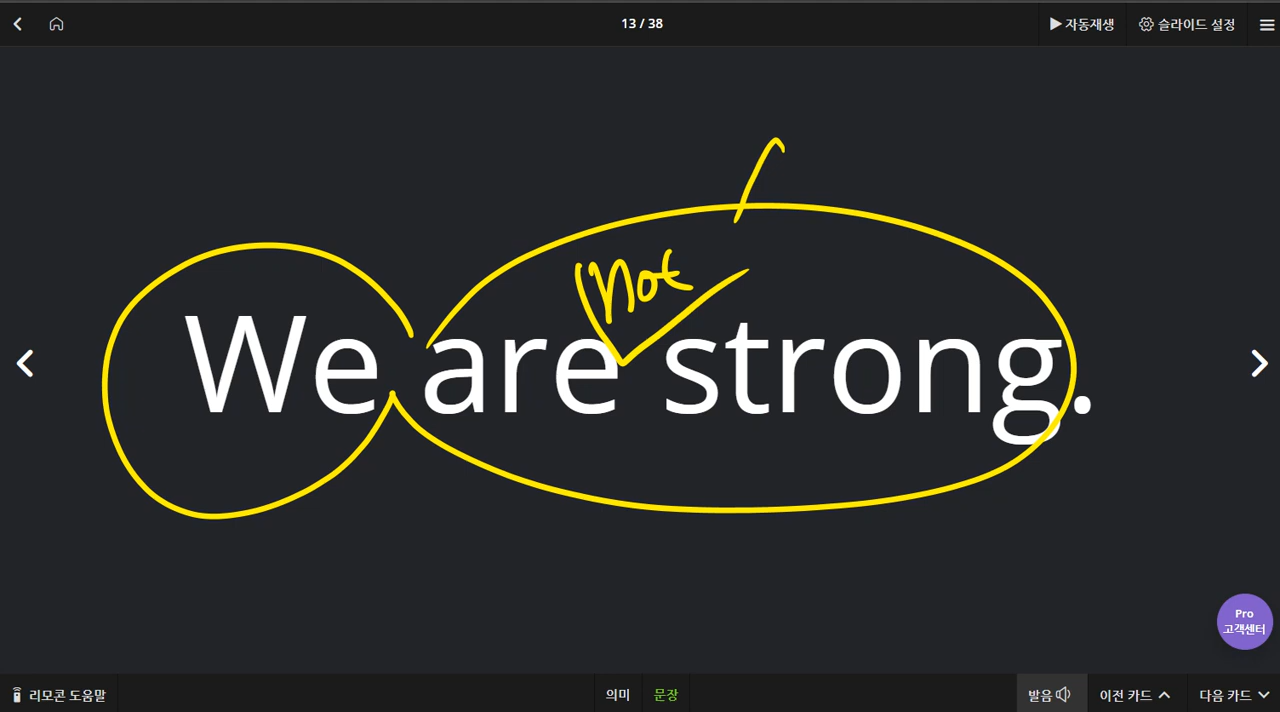 13 / 38
자동재생
슬라이드 설정
not
We are strong.
Pro
고객센터
리모콘 도움말
의미
문장
발음
이전 카드
다음 카드